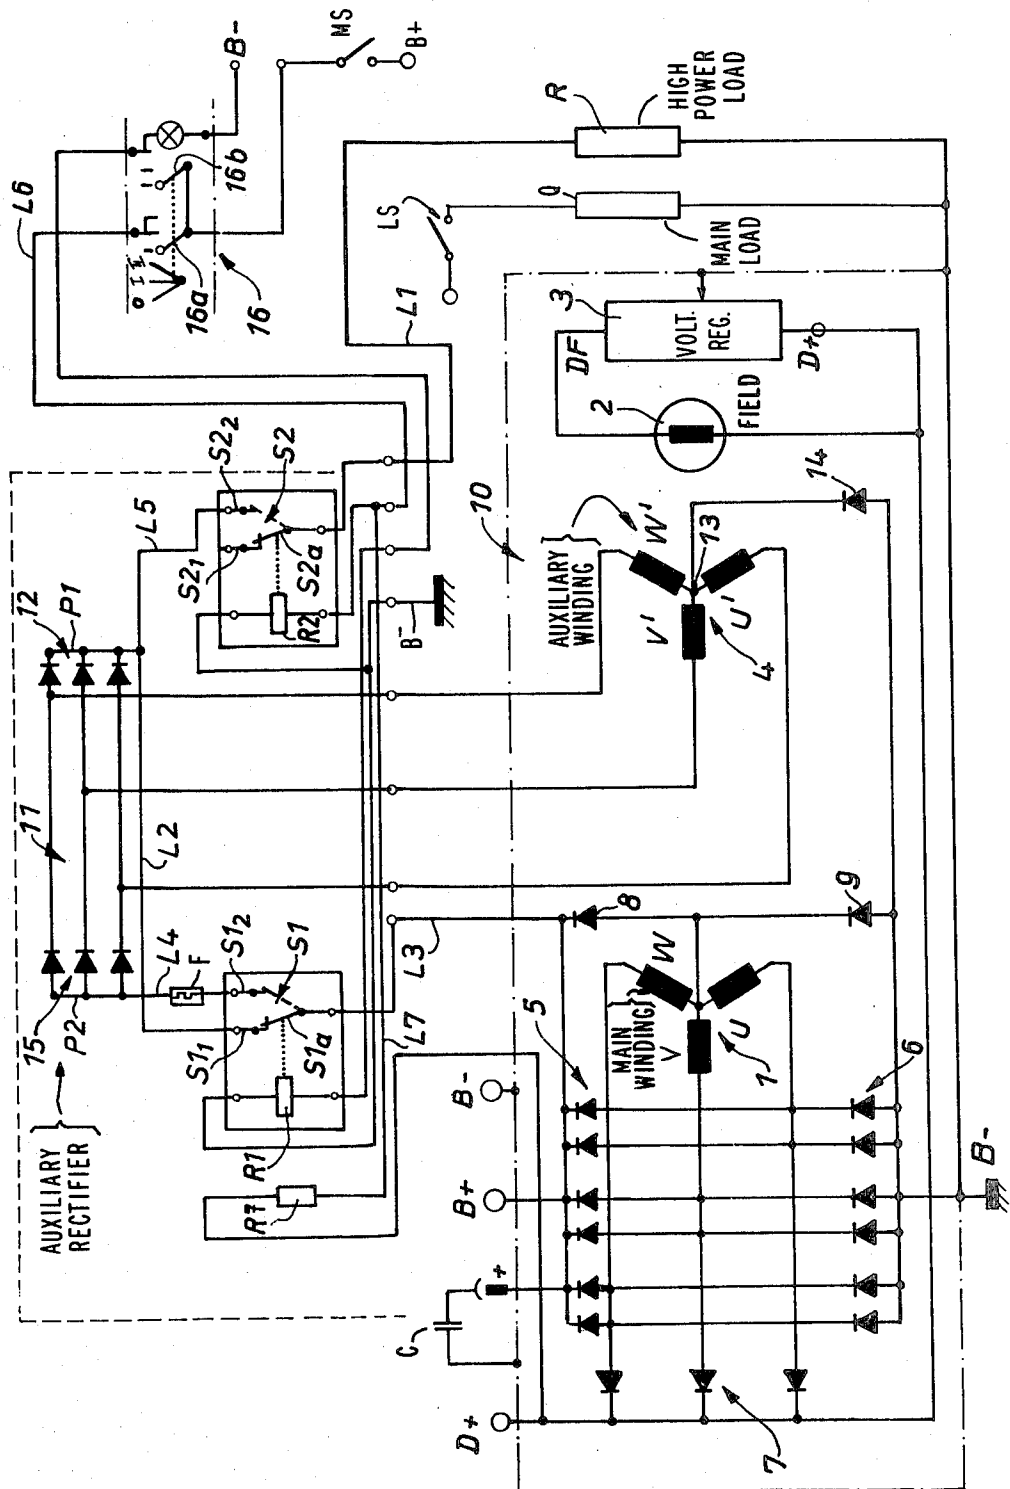 AUXILIARY
RECTIFIER
15
P2
11
12
P1
L4
F
L2
L5
S1₁
S1₂
S1
S1a
R1
R7
L7
L3
S2₁
S2₂
S2
S2a
R2
B-
L6
0
I
II
16a
16b
16
B-
MS
B+
L1
LS
R
HIGH
POWER
LOAD
Q
MAIN
LOAD
10
AUXILIARY
WINDING
W'
V'
U'
13
4
14
DF
3
VOLT.
REG.
D+
2
FIELD
C
+
D+
B+
B-
5
MAIN
WINDING
W
V
U
1
8
9
6
7
B-